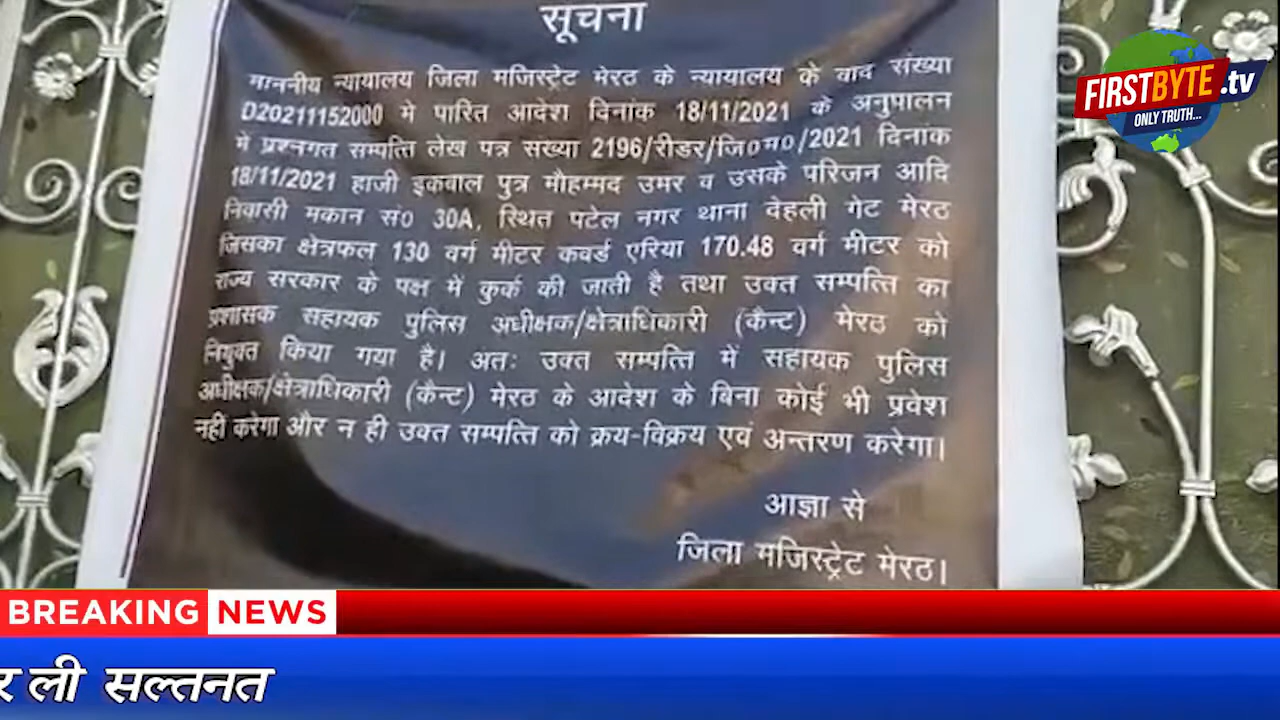 सूचना
माननीय न्यायालय जिला मजिस्ट्रेट मेरठ के न्यायालय के वाद संख्या
D20211152000 मे पारित आदेश दिनांक 18/11/2021 के अनुपालन
मे प्रश्नगत सम्पत्ति लेख पत्र सख्या 2196/रीडर/जि०म०/2021 दिनांक
18/11/2021 हाजी इकवाल पुत्र मौहम्मद उमर व उसके परिजन आदि
निवासी मकान सं० 30A, स्थित पटेल नगर थाना देहली गेट मेरठ
जिसका क्षेत्रफल 130 वर्ग मीटर कवर्ड एरिया 170.48 वर्ग मीटर को
राज्य सरकार के पक्ष में कुर्क की जाती है तथा उक्त सम्पत्ति का
प्रशासक सहायक पुलिस अधीक्षक/क्षेत्राधिकारी (कैन्ट) मेरठ को
नियुक्त किया गया है। अतः उक्त सम्पत्ति में सहायक पुलिस
अधीक्षक/क्षेत्राधिकारी (कैन्ट) मेरठ के आदेश के बिना कोई भी प्रवेश
नहीं करेगा और न ही उक्त सम्पत्ति को क्रय-विक्रय एवं अन्तरण करेगा।
आज्ञा से
जिला मजिस्ट्रेट मेरठ।
FIRSTBYTE.tv
ONLY TRUTH...
BREAKING NEWS
र ली सल्तनत